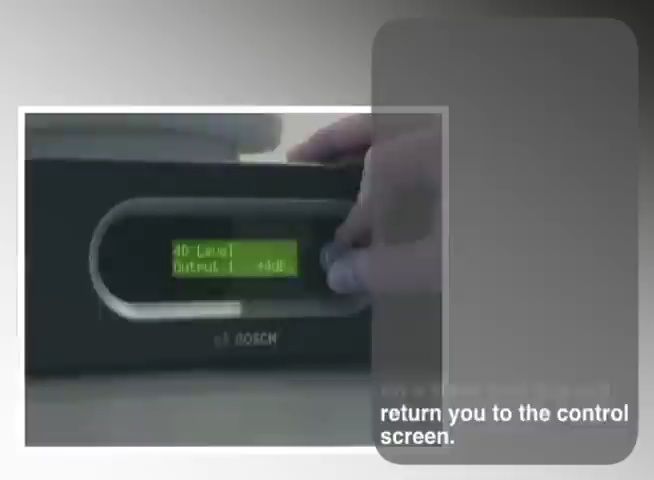 4D Level
Output 1 +4dB
BOSCH
return you to the control
screen.